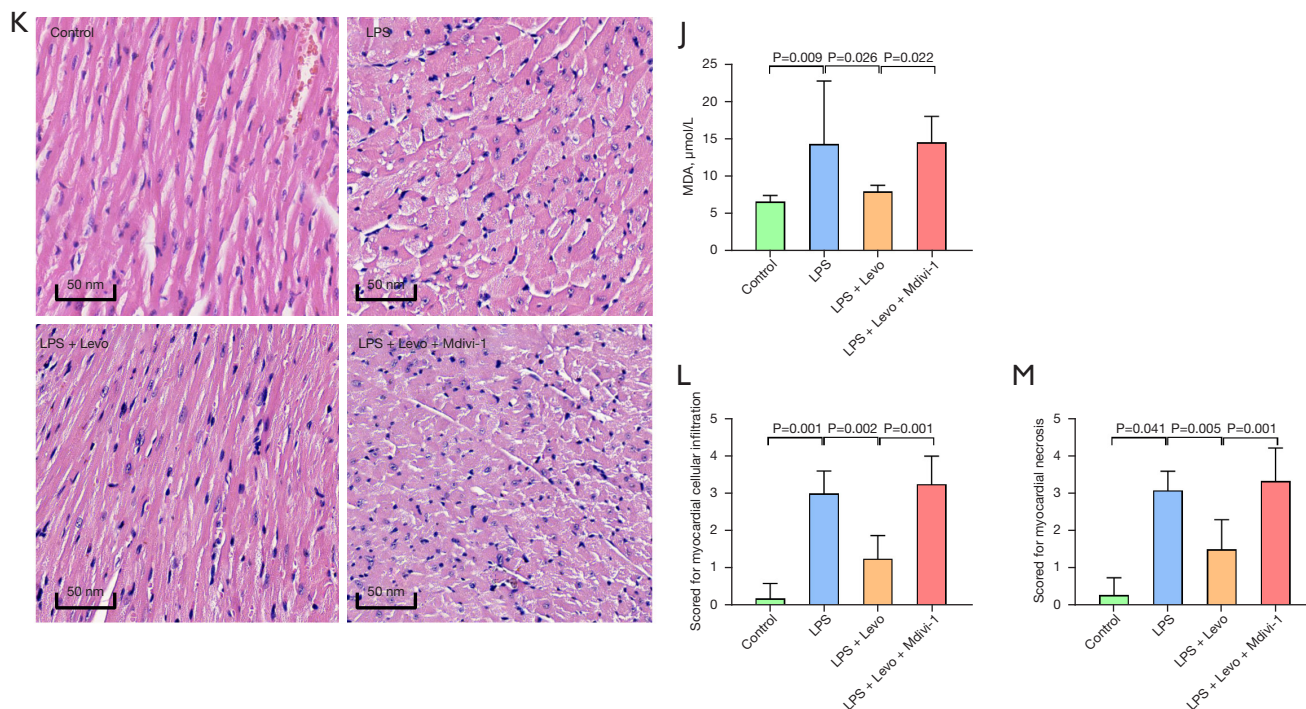 K
Control
50 nm
LPS
50 nm
LPS + Levo
50 nm
LPS + Levo + Mdivi-1
50 nm
J
P=0.009 P=0.026 P=0.022
MDA, μmol/L
25
20
15
10
5
0
Control
LPS
LPS + Levo
LPS + Levo + Mdivi-1
L
P=0.001 P=0.002 P=0.001
Scored for myocardial cellular infiltration
5
4
3
2
1
0
Control
LPS
LPS + Levo
LPS + Levo + Mdivi-1
M
P=0.041 P=0.005 P=0.001
Scored for myocardial necrosis
5
4
3
2
1
0
Control
LPS
LPS + Levo
LPS + Levo + Mdivi-1